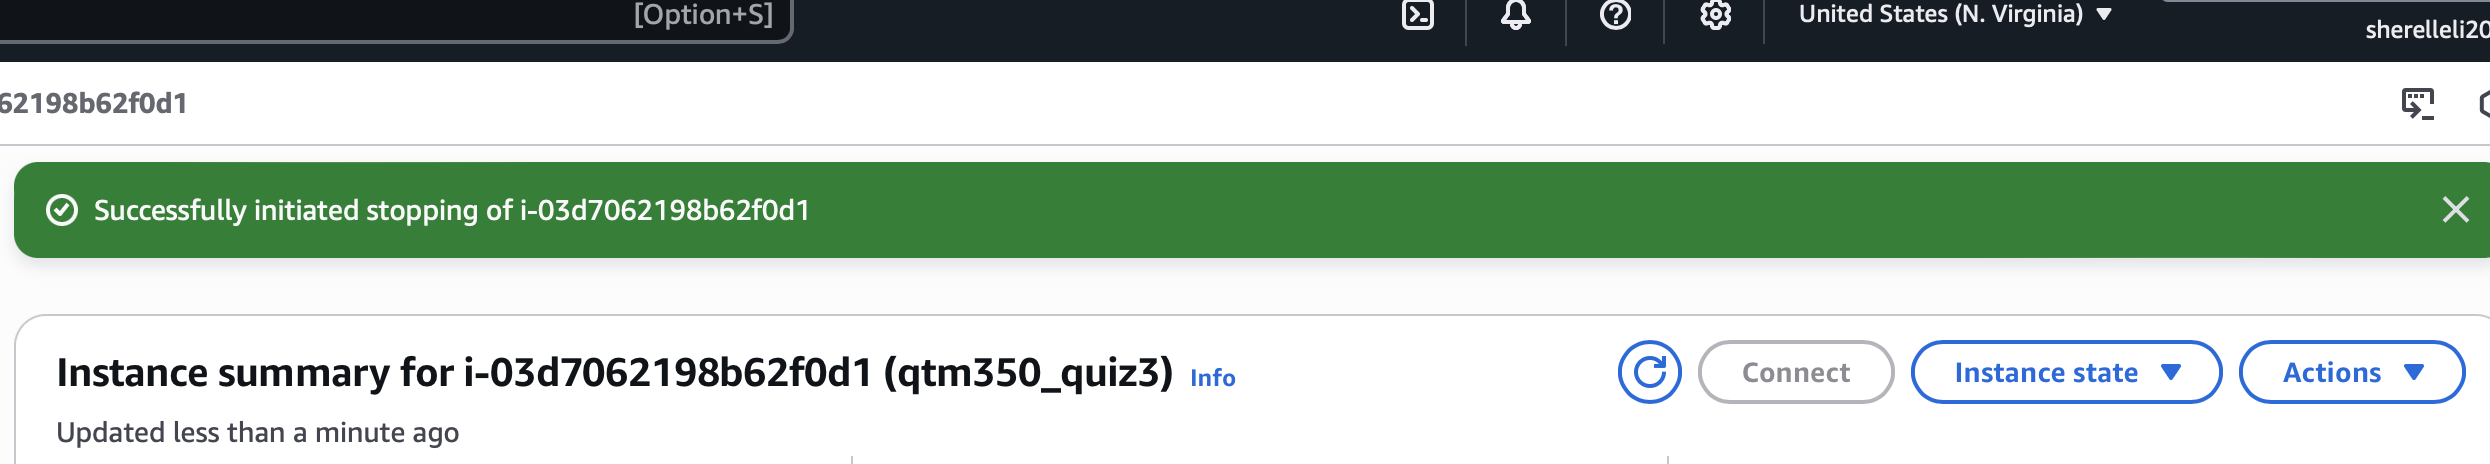 [Option+S]
United States (N. Virginia)
sherelleli20
62198b62f0d1
Successfully initiated stopping of i-03d7062198b62f0d1
Instance summary for i-03d7062198b62f0d1 (qtm350_quiz3) Info
Connect
Instance state
Actions
Updated less than a minute ago